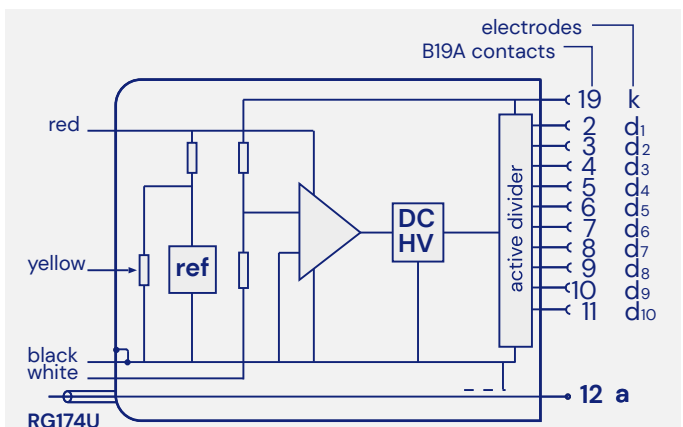 electrodes
B19A contacts
19 k
red
2 d1
3 d2
4 d3
5 d4
6 d5
7 d6
8 d7
9 d8
10 d9
11 d10
active divider
DC
HV
yellow
ref
black
white
12 a
RG174U